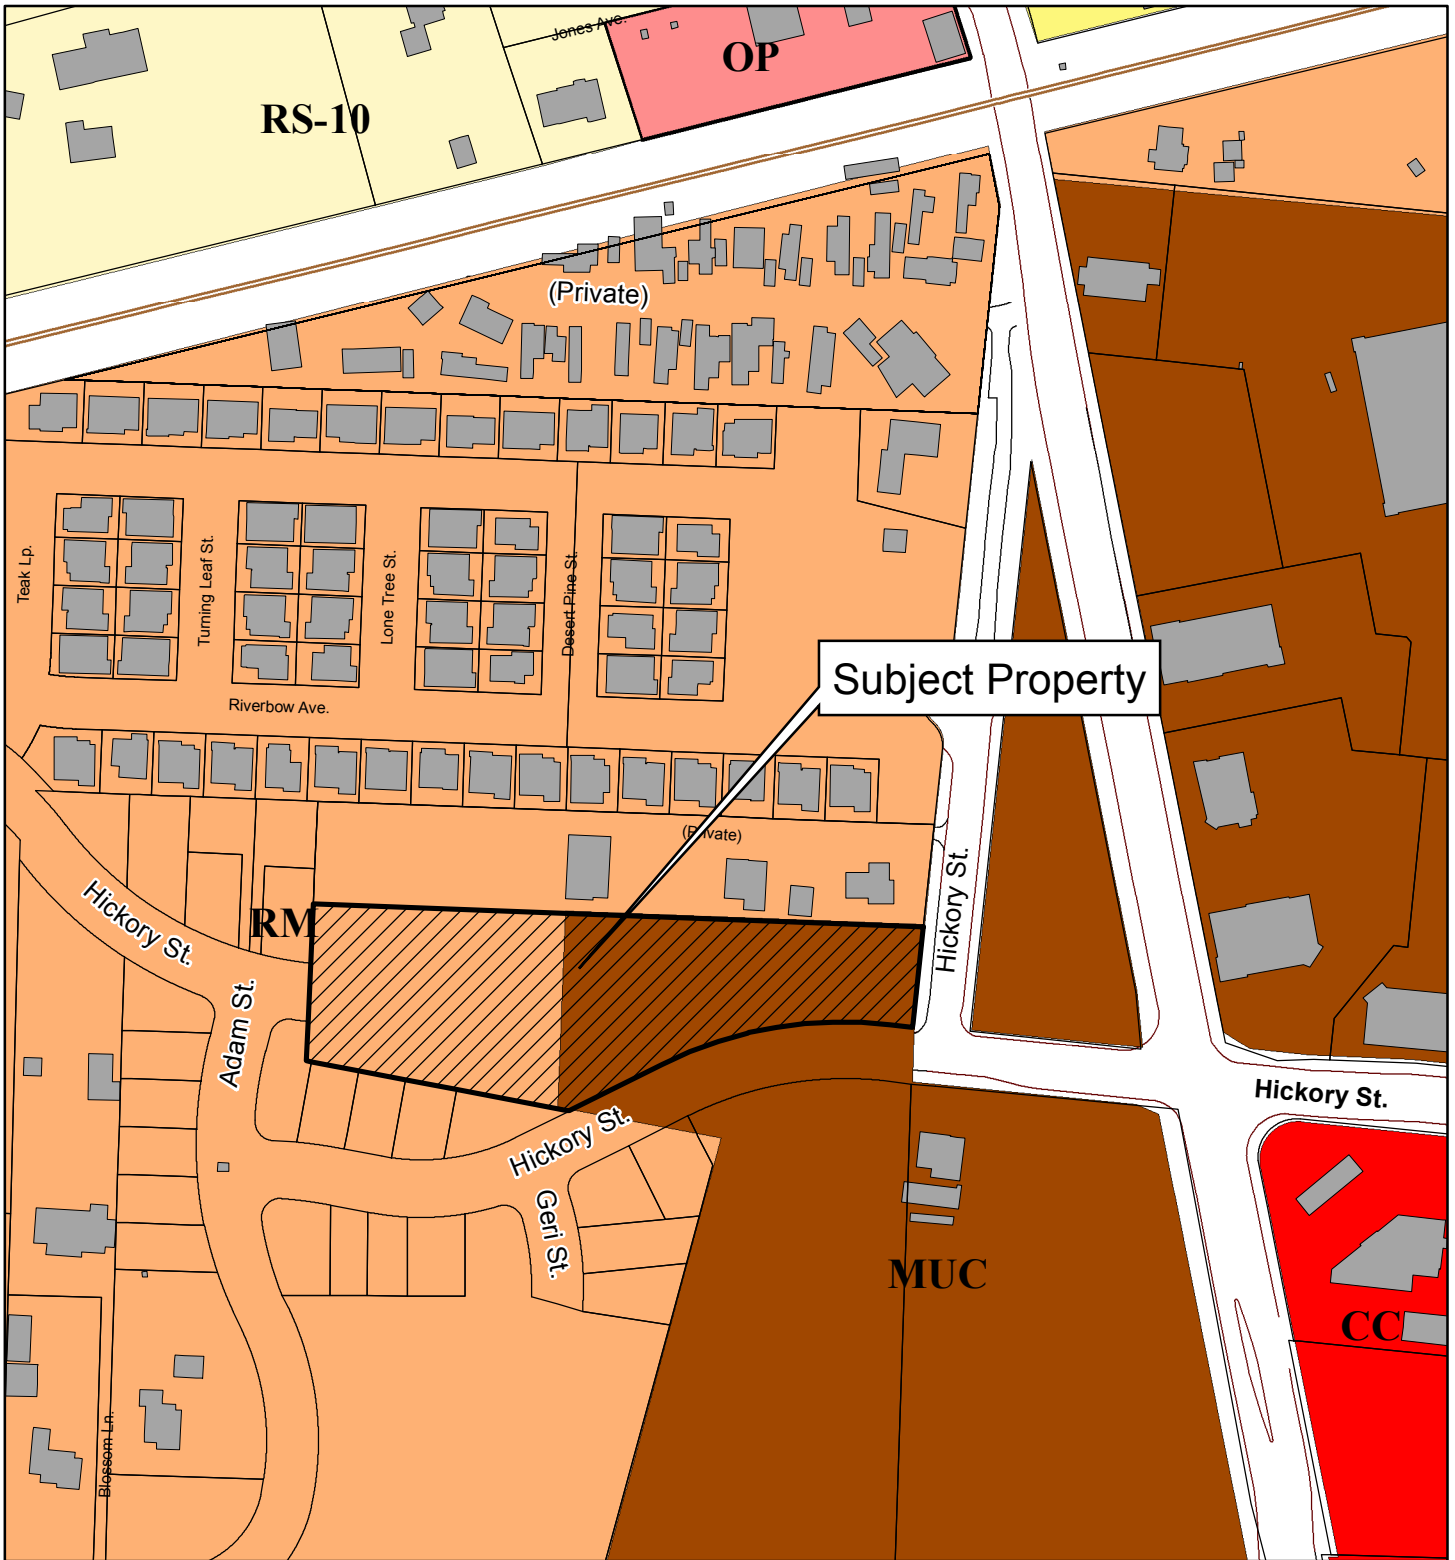 Jones Ave.
OP
RS-10
(Private)
Teak Lp.
Turning Leaf St.
Lone Tree St.
Desert Pine St.
Subject Property
Riverbow Ave.
(Private)
Hickory St.
RM
Hickory St.
Adam St.
Hickory St.
Hickory St.
Geri St.
MUC
CC
Blossom Ln.